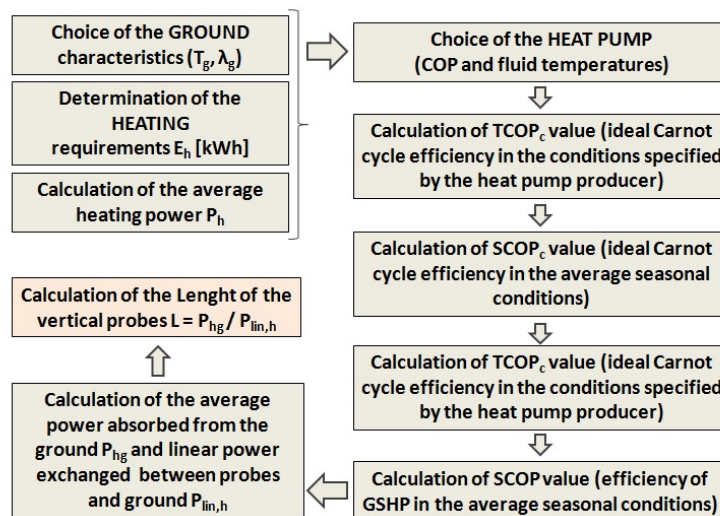 Choice of the GROUND
characteristics (Tg, λg)
Determination of the
HEATING
requirements Eh [kWh]
Calculation of the average
heating power Ph
Choice of the HEAT PUMP
(COP and fluid temperatures)
Calculation of TCOPc value (ideal Carnot
cycle efficiency in the conditions specified
by the heat pump producer)
Calculation of SCOPc value (ideal Carnot
cycle efficiency in the average seasonal
conditions)
Calculation of TCOPc value (ideal Carnot
cycle efficiency in the conditions specified
by the heat pump producer)
Calculation of SCOP value (efficiency of
GSHP in the average seasonal conditions)
Calculation of the average
power absorbed from the
ground Phg and linear power
exchanged between probes
and ground Plin,h
Calculation of the Lenght of the
vertical probes L = Phg / Plin,h